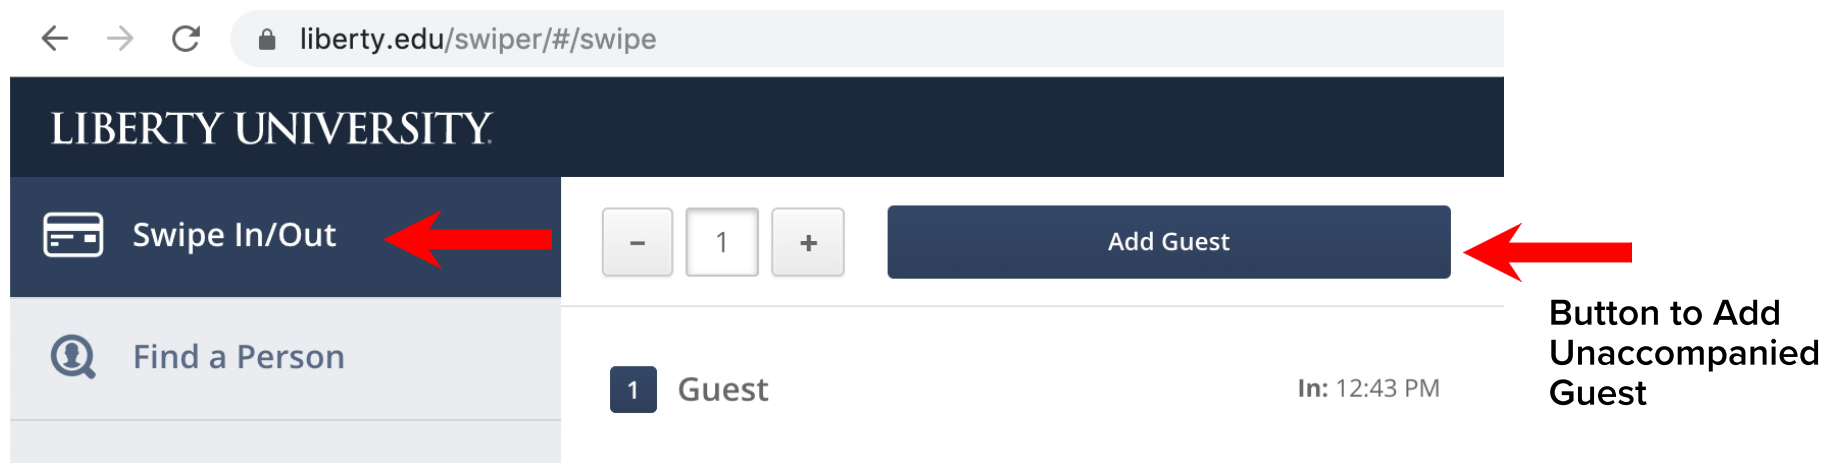 liberty.edu/swiper/#/swipe
LIBERTY UNIVERSITY.
Swipe In/Out
- 1 + Add Guest
Find a Person
1 Guest In: 12:43 PM
Button to Add
Unaccompanied
Guest